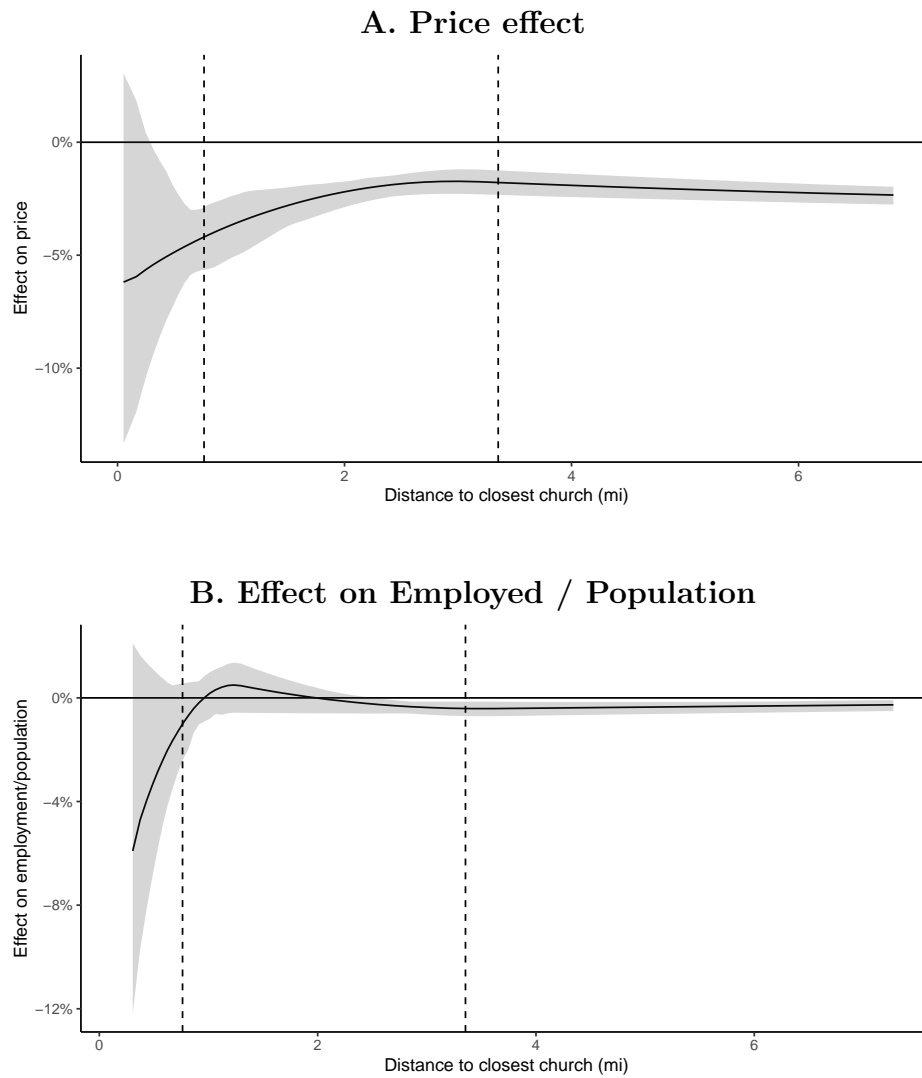 A. Price effect
0%
−5%
−10%
Effect on price
0
2
4
6
Distance to closest church (mi)
B. Effect on Employed / Population
0%
−4%
−8%
−12%
Effect on employment/population
0
2
4
6
Distance to closest church (mi)